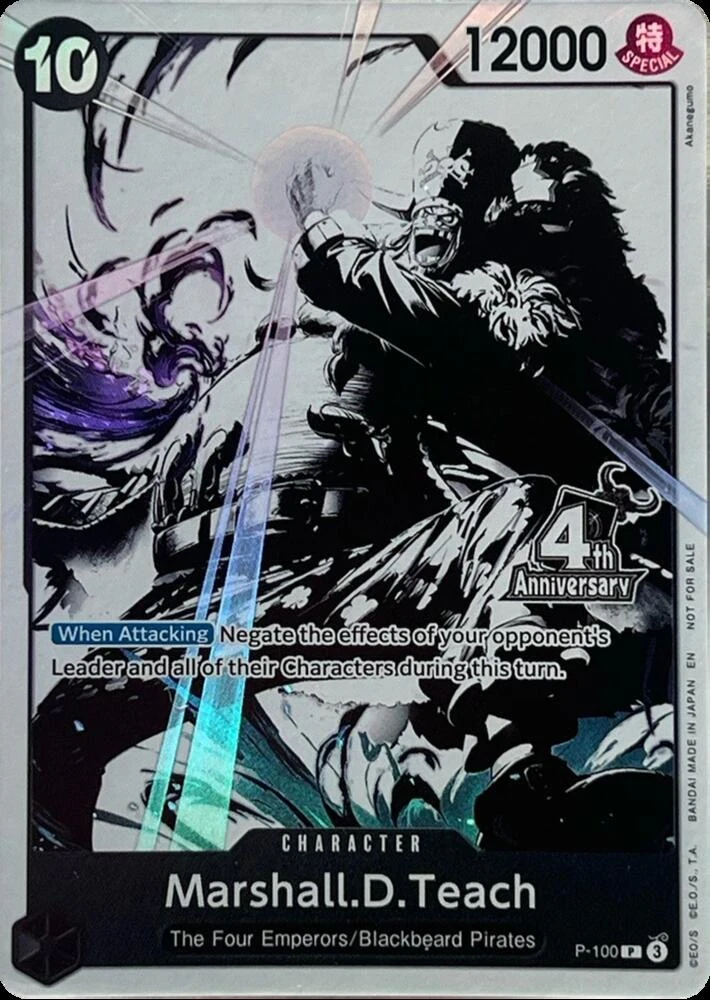 10
12000
特
SPECIAL
Akanegumo
4th
Anniversary
When Attacking Negate the effects of your opponent's
Leader and all of their Characters during this turn.
CHARACTER
Marshall.D.Teach
The Four Emperors/Blackbeard Pirates
P-100 P 3
©EO/S ©E.O./S., T.A. BANDAI MADE IN JAPAN EN NOT FOR SALE